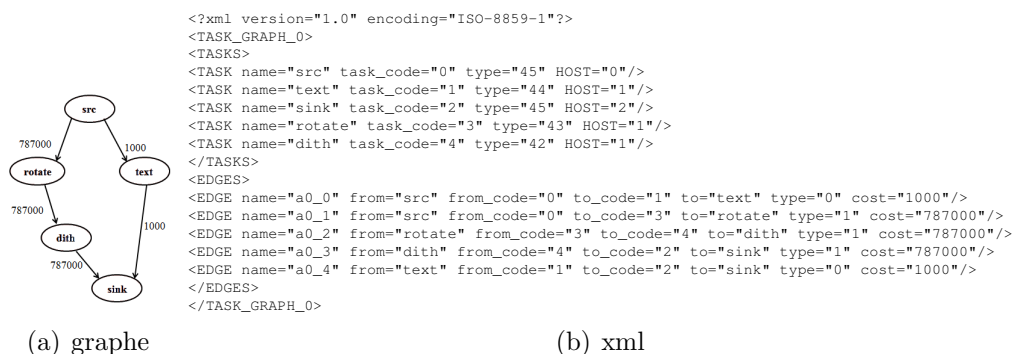 src
787000
1000
rotate
text
787000
1000
dith
787000
sink
(a) graphe
<?xml version="1.0" encoding="ISO-8859-1"?>
<TASK_GRAPH_0>
<TASKS>
<TASK name="src" task_code="0" type="45" HOST="0"/>
<TASK name="text" task_code="1" type="44" HOST="1"/>
<TASK name="sink" task_code="2" type="45" HOST="2"/>
<TASK name="rotate" task_code="3" type="43" HOST="1"/>
<TASK name="dith" task_code="4" type="42" HOST="1"/>
</TASKS>
<EDGES>
<EDGE name="a0_0" from="src" from_code="0" to_code="1" to="text" type="0" cost="1000"/>
<EDGE name="a0_1" from="src" from_code="0" to_code="3" to="rotate" type="1" cost="787000"/>
<EDGE name="a0_2" from="rotate" from_code="3" to_code="4" to="dith" type="1" cost="787000"/>
<EDGE name="a0_3" from="dith" from_code="4" to_code="2" to="sink" type="1" cost="787000"/>
<EDGE name="a0_4" from="text" from_code="1" to_code="2" to="sink" type="0" cost="1000"/>
</EDGES>
</TASK_GRAPH_0>
(b) xml